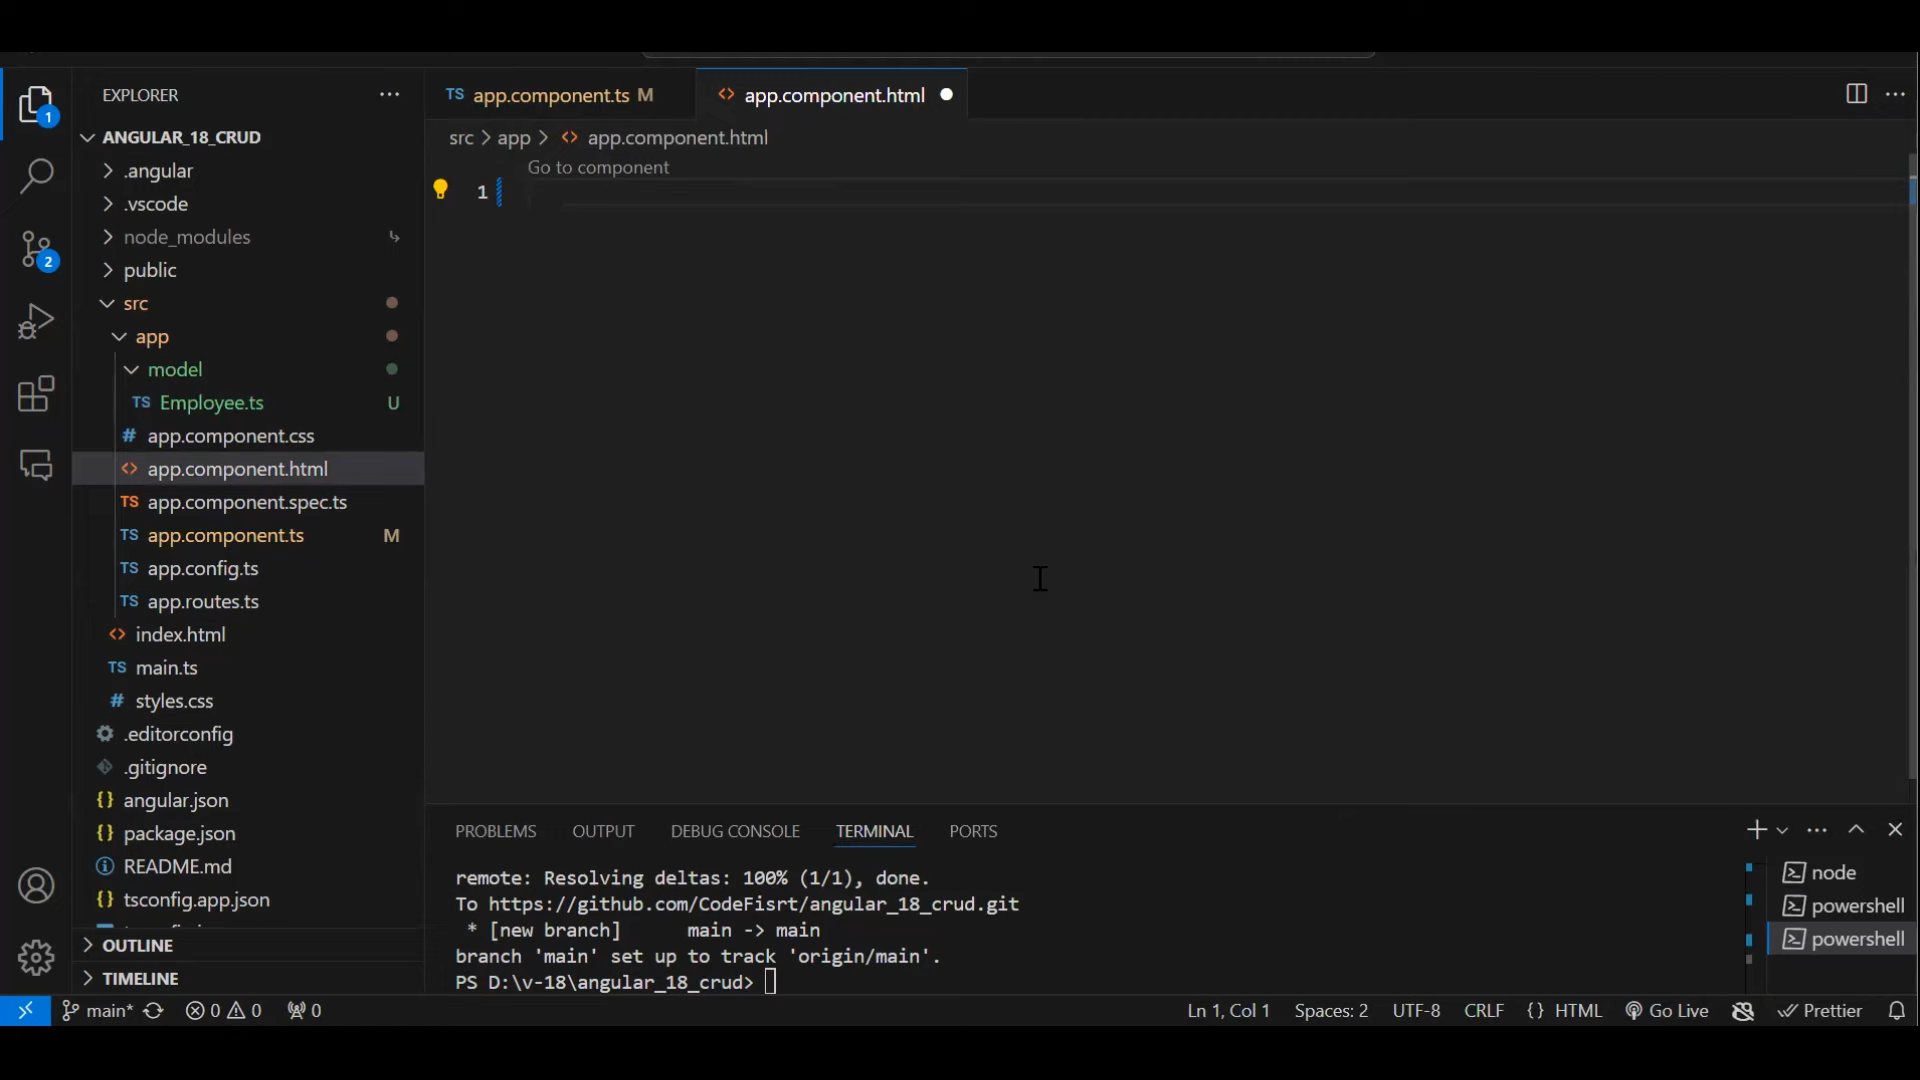 EXPLORER
ANGULAR_18_CRUD
.angular
.vscode
node_modules
public
src
app
model
TS Employee.ts U
# app.component.css
<> app.component.html
TS app.component.spec.ts
TS app.component.ts M
TS app.config.ts
TS app.routes.ts
<> index.html
TS main.ts
# styles.css
.editorconfig
.gitignore
{} angular.json
{} package.json
README.md
{} tsconfig.app.json
OUTLINE
TIMELINE
1
2
TS app.component.ts M
<> app.component.html
src > app > <> app.component.html
Go to component
1
PROBLEMS OUTPUT DEBUG CONSOLE TERMINAL PORTS
remote: Resolving deltas: 100% (1/1), done.
To https://github.com/CodeFisrt/angular_18_crud.git
* [new branch] main -> main
branch 'main' set up to track 'origin/main'.
PS D:\v-18\angular_18_crud>
node
powershell
powershell
main* 0 0 0 Ln 1, Col 1 Spaces: 2 UTF-8 CRLF {} HTML Go Live Prettier